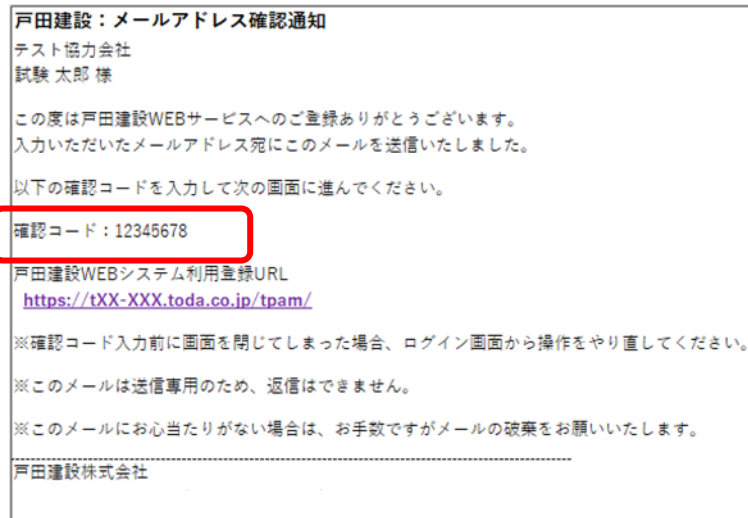 戸田建設：メールアドレス確認通知
テスト協力会社
試験 太郎 様
この度は戸田建設WEBサービスへのご登録ありがとうございます。
入力いただいたメールアドレス宛にこのメールを送信いたしました。
以下の確認コードを入力して次の画面に進んでください。
確認コード：12345678
戸田建設WEBシステム利用登録URL
https://tXX-XXX.toda.co.jp/tpam/
※確認コード入力前に画面を閉じてしまった場合、ログイン画面から操作をやり直してください。
※このメールは送信専用のため、返信はできません。
※このメールにお心当たりがない場合は、お手数ですがメールの破棄をお願いいたします。
戸田建設株式会社